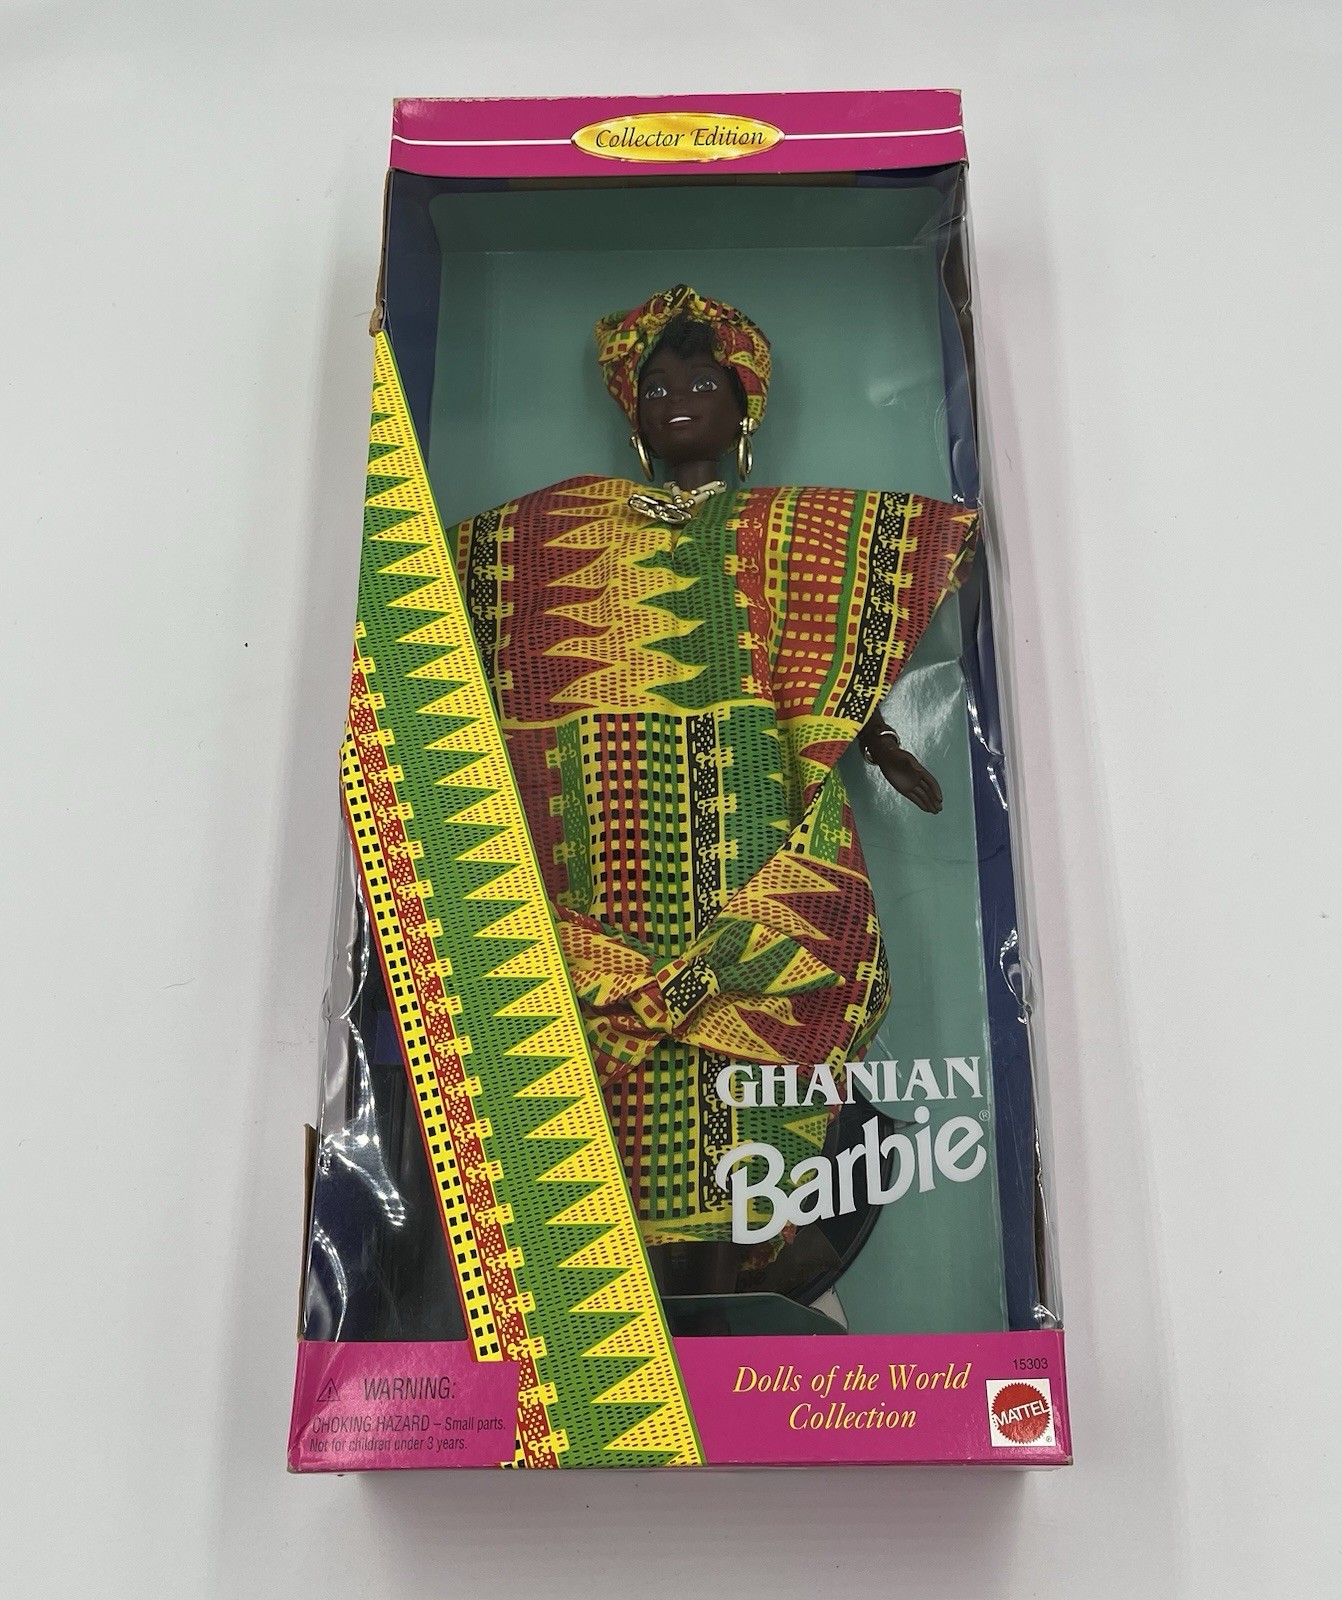 Collector Edition
GHANIAN
Barbie®
15303
Dolls of the World
Collection
MATTEL
®
⚠ WARNING:
CHOKING HAZARD – Small parts.
Not for children under 3 years.